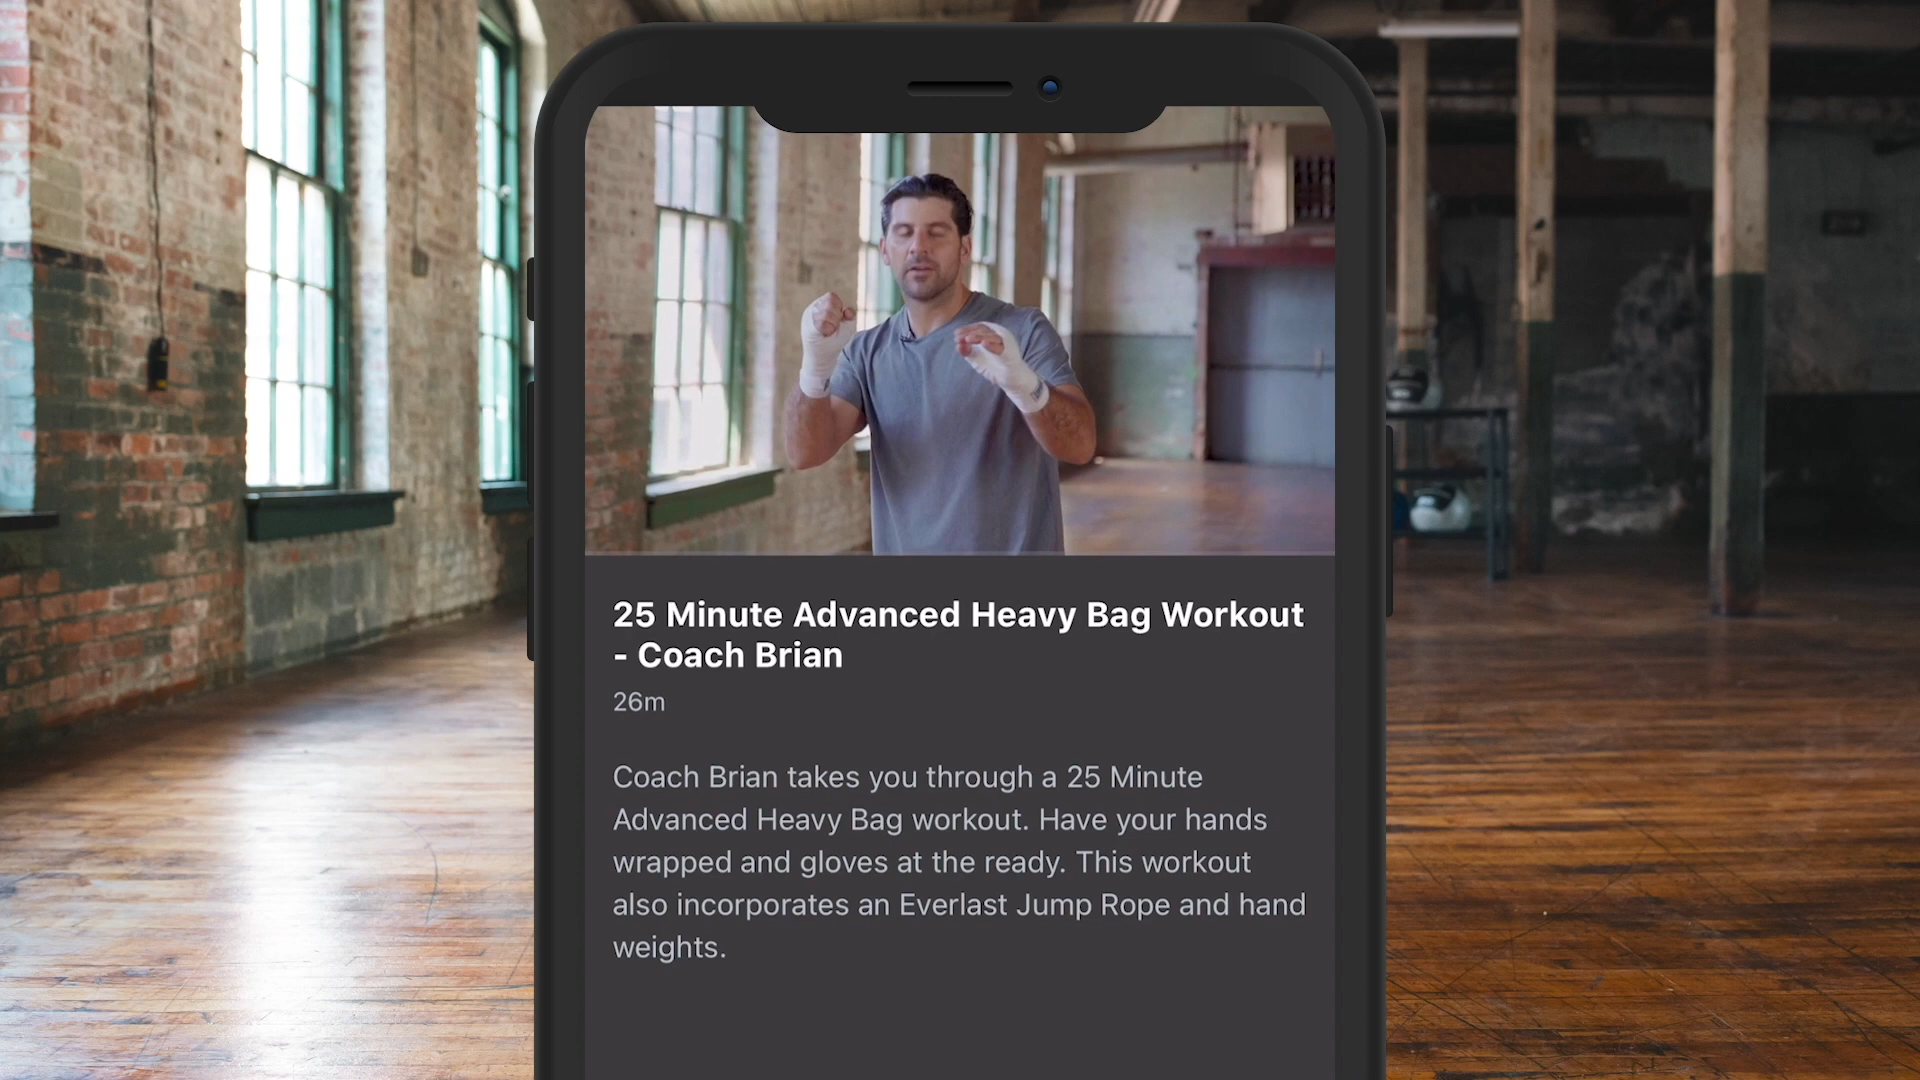 25 Minute Advanced Heavy Bag Workout
- Coach Brian
26m
Coach Brian takes you through a 25 Minute
Advanced Heavy Bag workout. Have your hands
wrapped and gloves at the ready. This workout
also incorporates an Everlast Jump Rope and hand
weights.